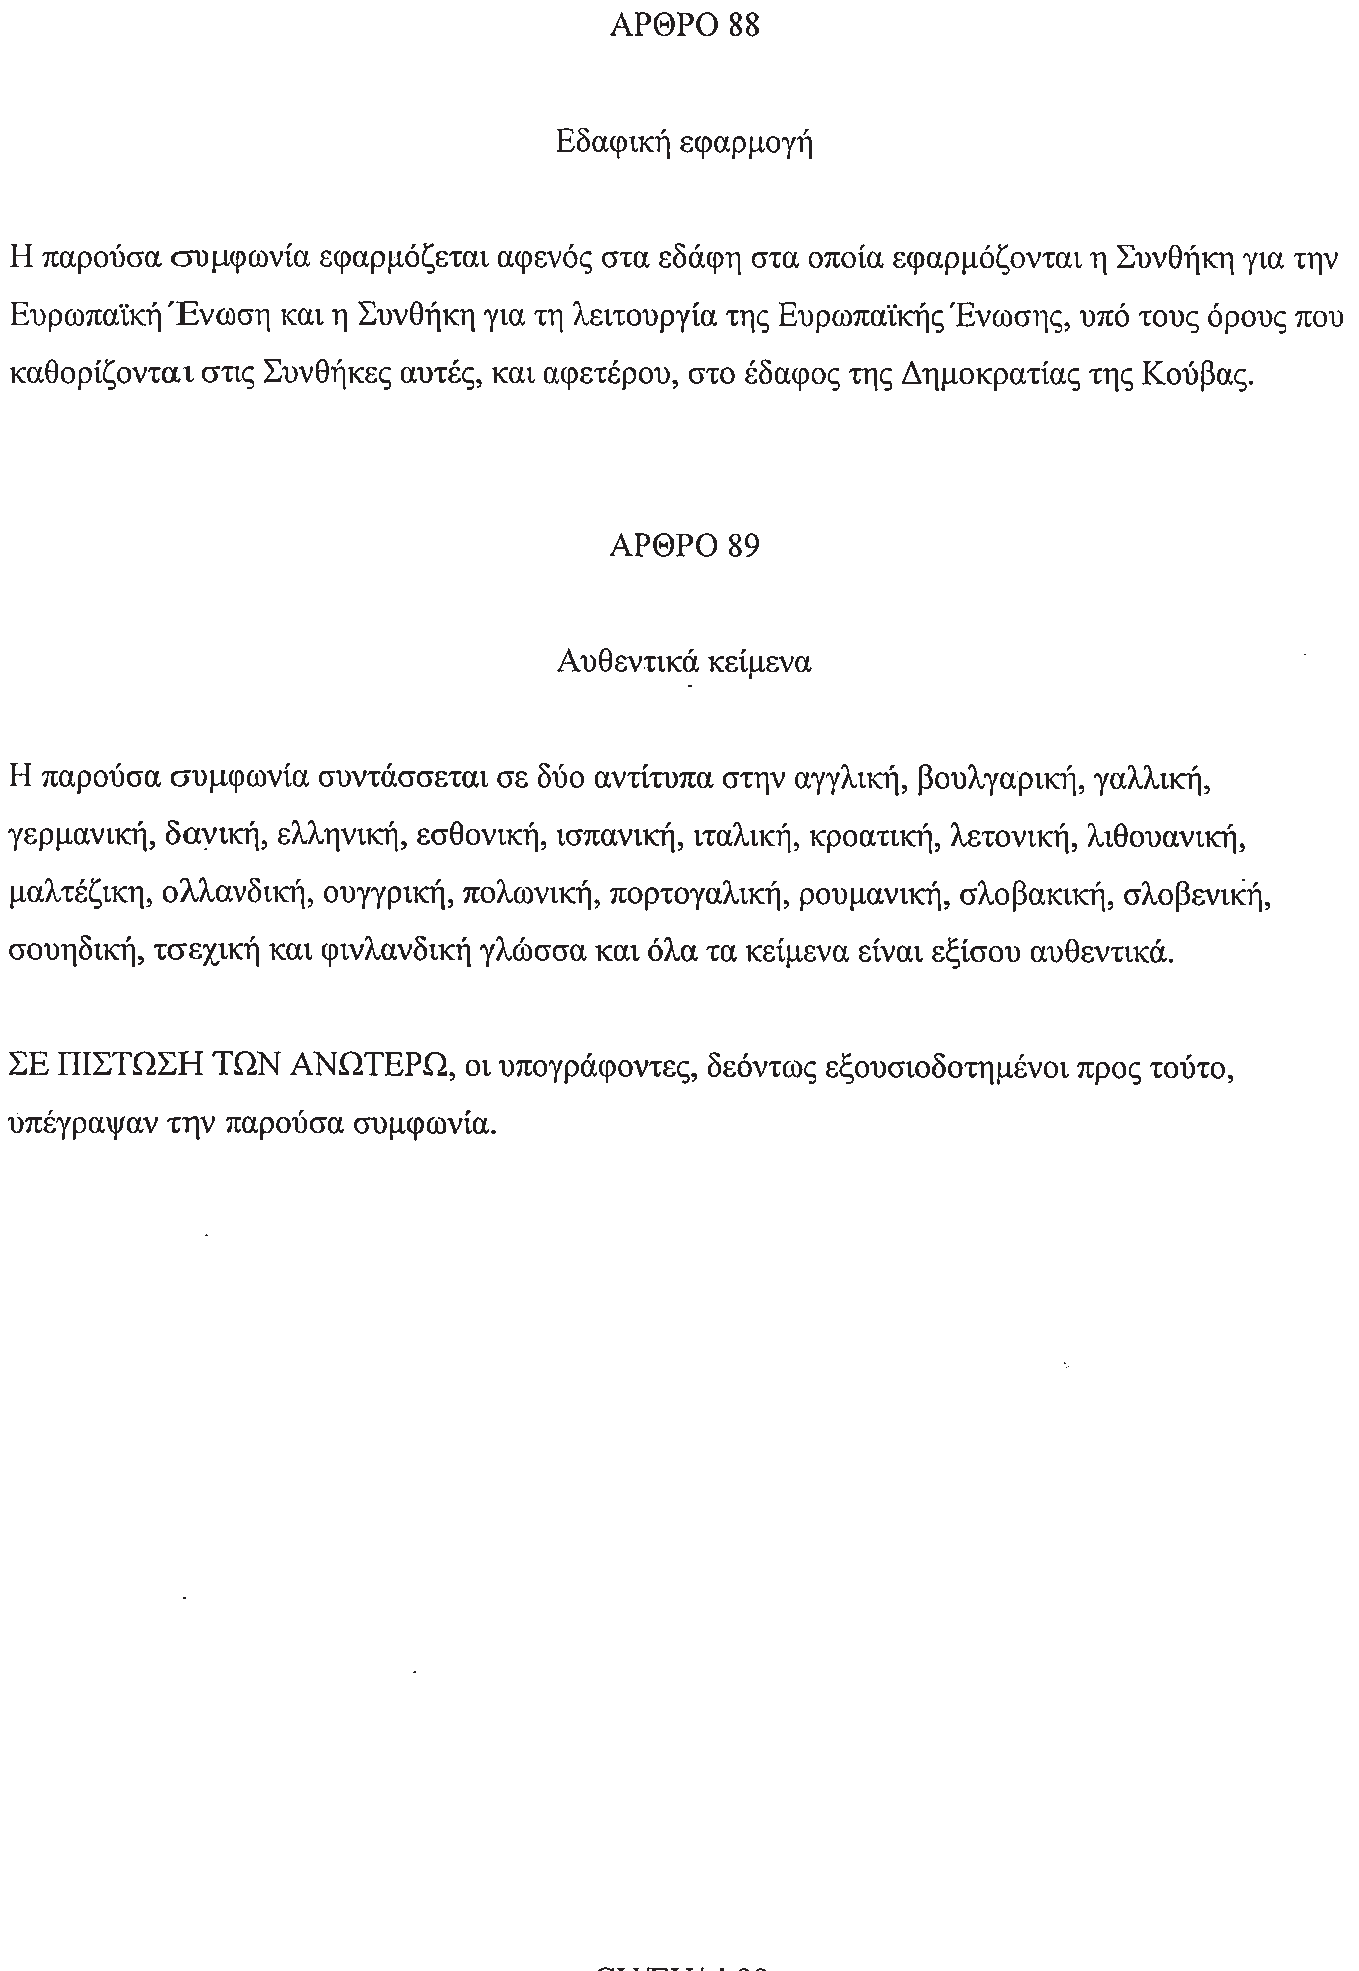 ΑΡΘΡΟ 88
Εδαφική εφαρμογή
Η παρούσα συμφωνία εφαρμόζεται αφενός στα εδάφη στα οποία εφαρμόζονται η Συνθήκη για την
Ευρωπαϊκή Ένωση και η Συνθήκη για τη λειτουργία της Ευρωπαϊκής Ένωσης, υπό τους όρους που
καθορίζονται στις Συνθήκες αυτές, και αφετέρου, στο έδαφος της Δημοκρατίας της Κούβας.
ΑΡΘΡΟ 89
Αυθεντικά κείμενα
Η παρούσα συμφωνία συντάσσεται σε δύο αντίτυπα στην αγγλική, βουλγαρική, γαλλική,
γερμανική, δανική, ελληνική, εσθονική, ισπανική, ιταλική, κροατική, λετονική, λιθουανική,
μαλτέζικη, ολλανδική, ουγγρική, πολωνική, πορτογαλική, ρουμανική, σλοβακική, σλοβενική,
σουηδική, τσεχική και φινλανδική γλώσσα και όλα τα κείμενα είναι εξίσου αυθεντικά.
ΣΕ ΠΙΣΤΩΣΗ ΤΩΝ ΑΝΩΤΕΡΩ, οι υπογράφοντες, δεόντως εξουσιοδοτημένοι προς τούτο,
υπέγραψαν την παρούσα συμφωνία.